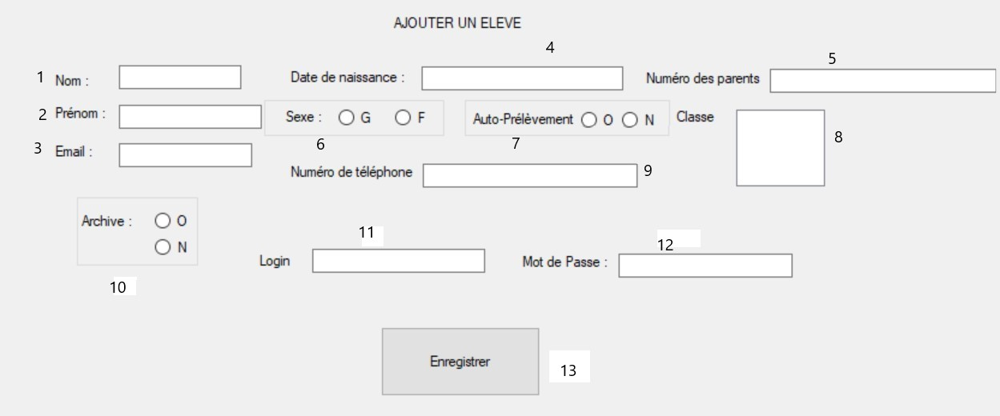 AJOUTER UN ELEVE
4
5
1 Nom : Date de naissance : Numéro des parents
2 Prénom : Sexe : G F Auto-Prélèvement O N Classe
6 7 8
3 Email :
Numéro de téléphone 9
Archive : O
N
11
12
Login Mot de Passe :
10
Enregistrer
13